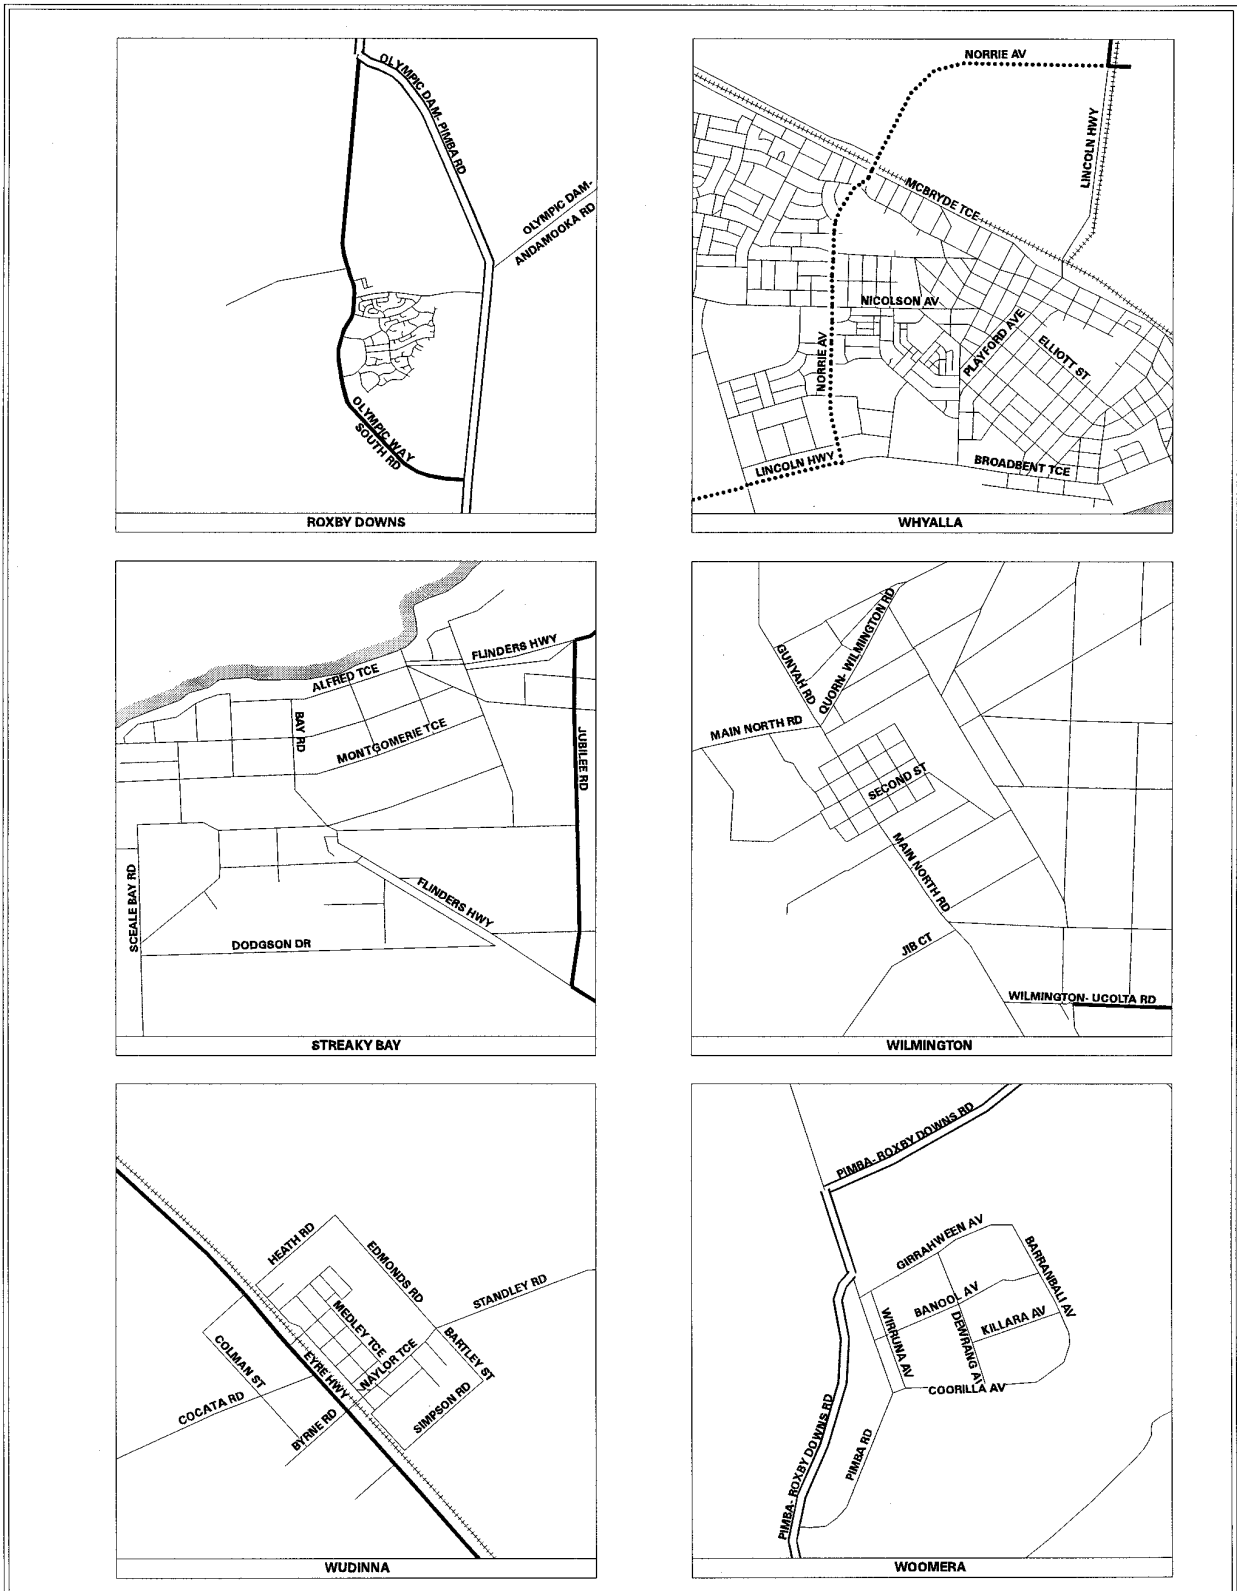 OLYMPIC DAM- PIMBA RD
OLYMPIC DAM-
ANDAMOOKA RD
OLYMPIC WAY
SOUTH RD
ROXBY DOWNS
NORRIE AV
LINCOLN HWY
MCBRYDE TCE
NICOLSON AV
NORRIE AV
PLAYFORD AVE
ELLIOTT ST
LINCOLN HWY
BROADBENT TCE
WHYALLA
FLINDERS HWY
ALFRED TCE
BAY RD
MONTGOMERIE TCE
JUBILEE RD
SCEALE BAY RD
FLINDERS HWY
DODGSON DR
STREAKY BAY
GUNYAH RD
QUORN- WILMINGTON RD
MAIN NORTH RD
SECOND ST
MAIN NORTH RD
JIB CT
WILMINGTON- UCOLTA RD
WILMINGTON
HEATH RD
EDMONDS RD
STANDLEY RD
MEDLEY TCE
COLMAN ST
EYRE HWY
NAYLOR TCE
BARTLEY ST
COCATA RD
BYRNE RD
SIMPSON RD
WUDINNA
PIMBA- ROXBY DOWNS RD
GIRRAHWEEN AV
BARRANBALI AV
BANOOL AV
WIRRUNA AV
DEWRANG AV
KILLARA AV
COORILLA AV
PIMBA- ROXBY DOWNS RD
PIMBA RD
WOOMERA